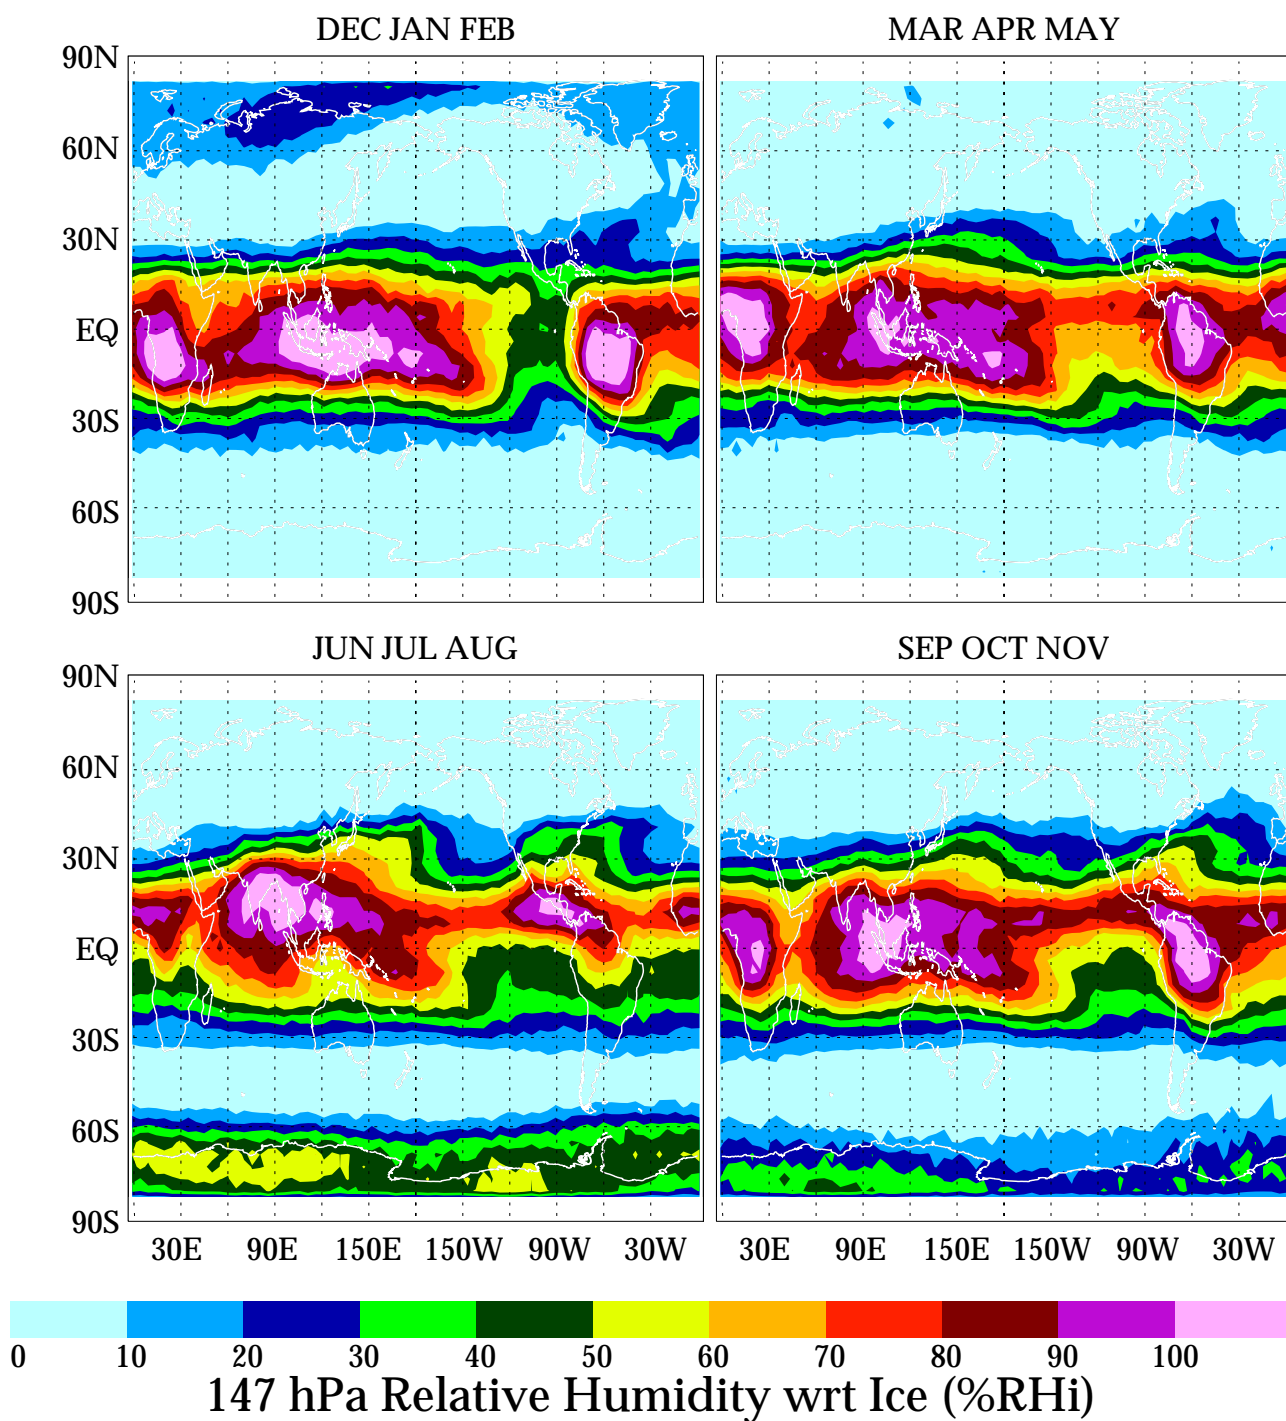 DEC JAN FEB
MAR APR MAY
90N
60N
30N
EQ
30S
60S
90S
JUN JUL AUG
SEP OCT NOV
90N
60N
30N
EQ
30S
60S
90S
30E 90E 150E 150W 90W 30W
30E 90E 150E 150W 90W 30W
0 10 20 30 40 50 60 70 80 90 100
147 hPa Relative Humidity wrt Ice (%RHi)